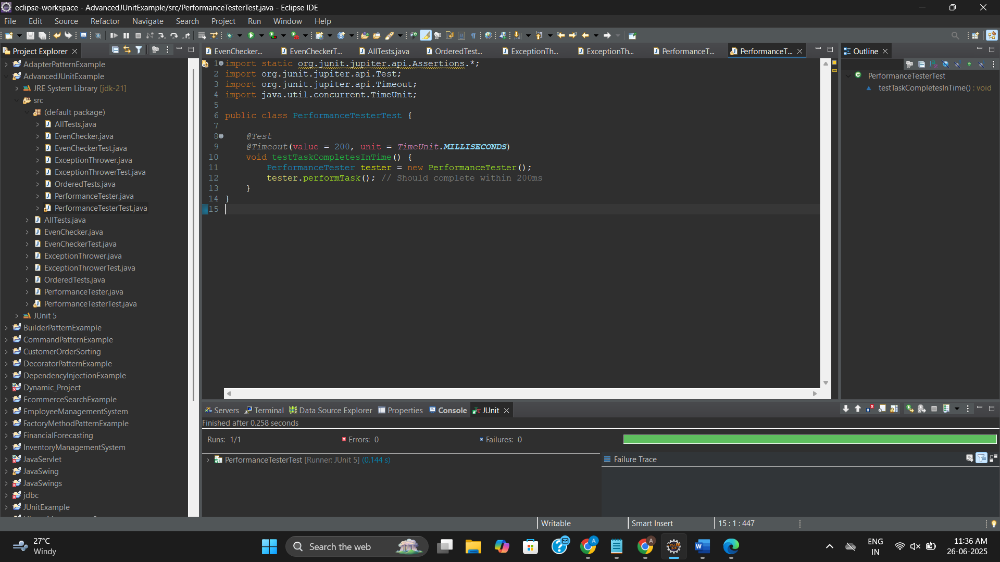 eclipse-workspace - AdvancedJUnitExample/src/PerformanceTesterTest.java - Eclipse IDE
File Edit Source Refactor Navigate Search Project Run Window Help
Project Explorer
AdapterPatternExample
AdvancedJUnitExample
JRE System Library [jdk-21]
src
(default package)
AllTests.java
EvenChecker.java
EvenCheckerTest.java
ExceptionThrower.java
ExceptionThrowerTest.java
OrderedTests.java
PerformanceTester.java
PerformanceTesterTest.java
AllTests.java
EvenChecker.java
EvenCheckerTest.java
ExceptionThrower.java
ExceptionThrowerTest.java
OrderedTests.java
PerformanceTester.java
PerformanceTesterTest.java
JUnit 5
BuilderPatternExample
CommandPatternExample
CustomerOrderSorting
DecoratorPatternExample
DependencyInjectionExample
Dynamic_Project
EcommerceSearchExample
EmployeeManagementSystem
FactoryMethodPatternExample
FinancialForecasting
InventoryManagementSystem
JavaServlet
JavaSwing
JavaSwings
jdbc
JUnitExample
EvenChecker... EvenCheckerT... AllTests.java OrderedTest... ExceptionTh... ExceptionTh... PerformanceT... PerformanceT...
1 import static org.junit.jupiter.api.Assertions.*;
2 import org.junit.jupiter.api.Test;
3 import org.junit.jupiter.api.Timeout;
4 import java.util.concurrent.TimeUnit;
5
6 public class PerformanceTesterTest {
7
8 @Test
9 @Timeout(value = 200, unit = TimeUnit.MILLISECONDS)
10 void testTaskCompletesInTime() {
11 PerformanceTester tester = new PerformanceTester();
12 tester.performTask(); // Should complete within 200ms
13 }
14 }
15
Outline
PerformanceTesterTest
testTaskCompletesInTime() : void
Servers Terminal Data Source Explorer Properties Console JUnit
Finished after 0.258 seconds
Runs: 1/1 Errors: 0 Failures: 0
PerformanceTesterTest [Runner: JUnit 5] (0.144 s)
Failure Trace
Writable Smart Insert 15 : 1 : 447
27°C
Windy
Search the web
ENG
IN
11:36 AM
26-06-2025